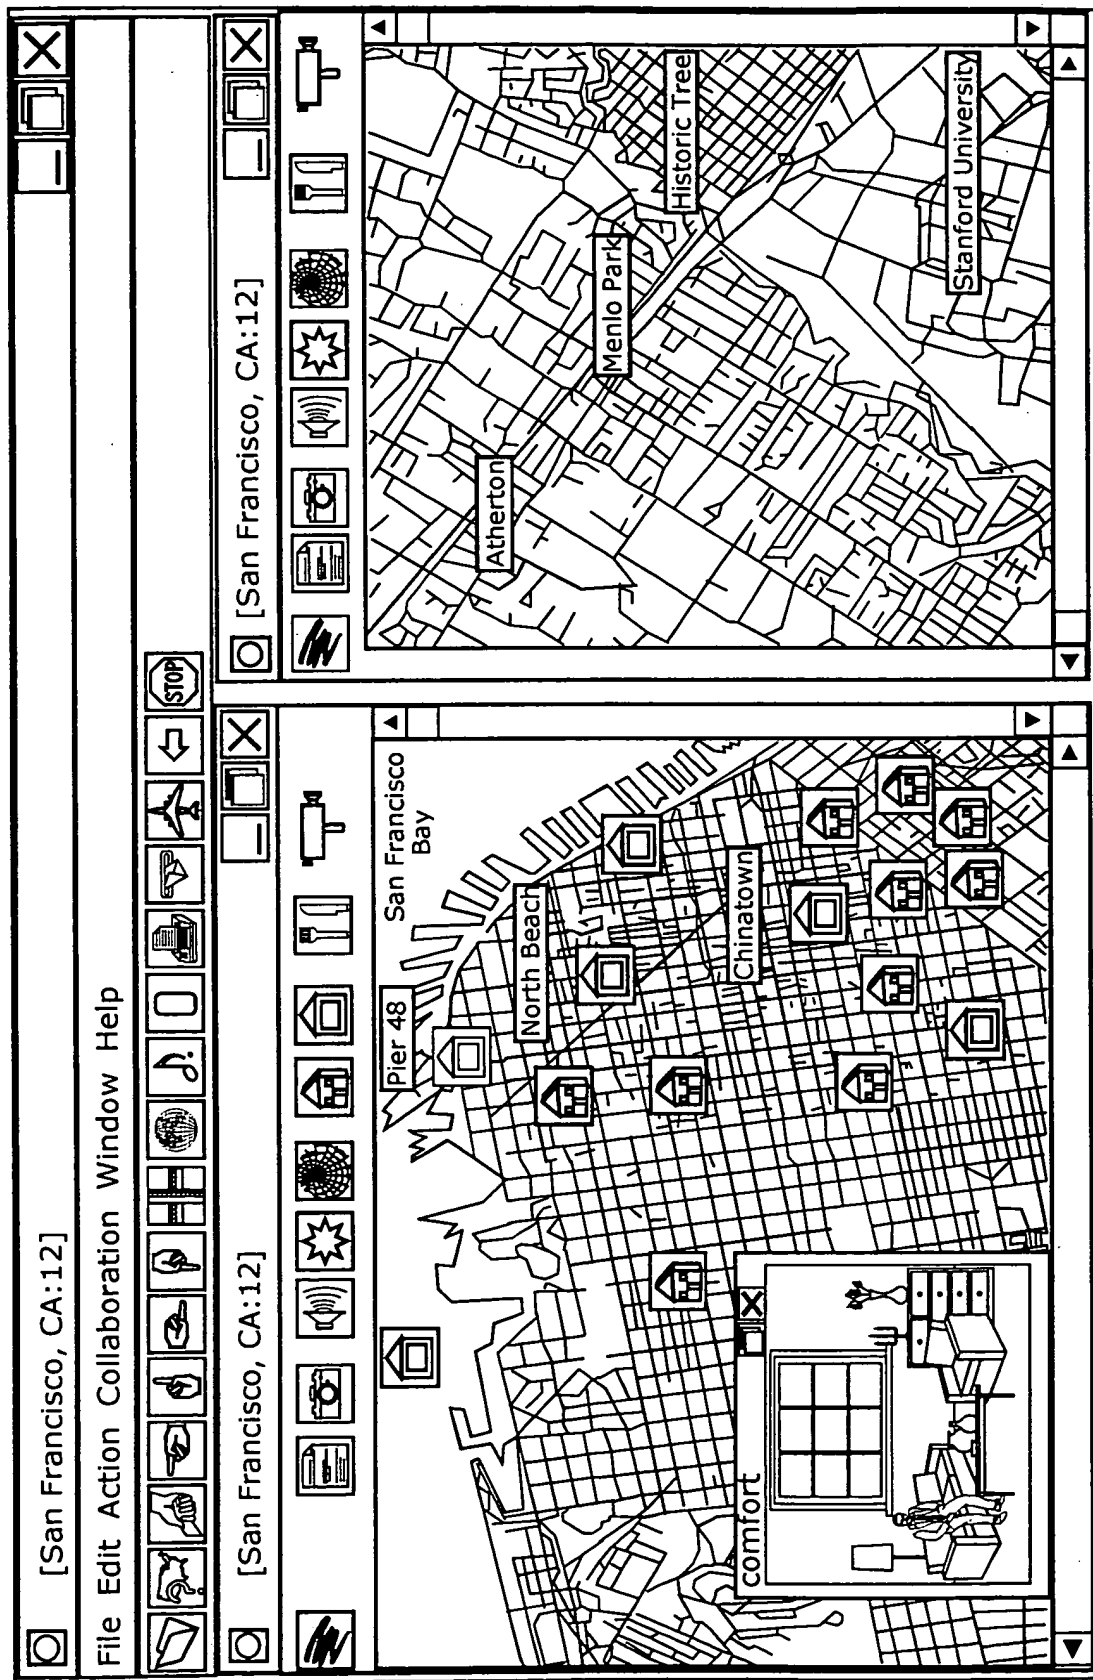 [San Francisco, CA:12]
File Edit Action Collaboration Window Help
STOP
[San Francisco, CA:12]
San Francisco
Bay
Pier 48
North Beach
Chinatown
comfort
[San Francisco, CA:12]
Atherton
Menlo Park
Historic Tree
Stanford University